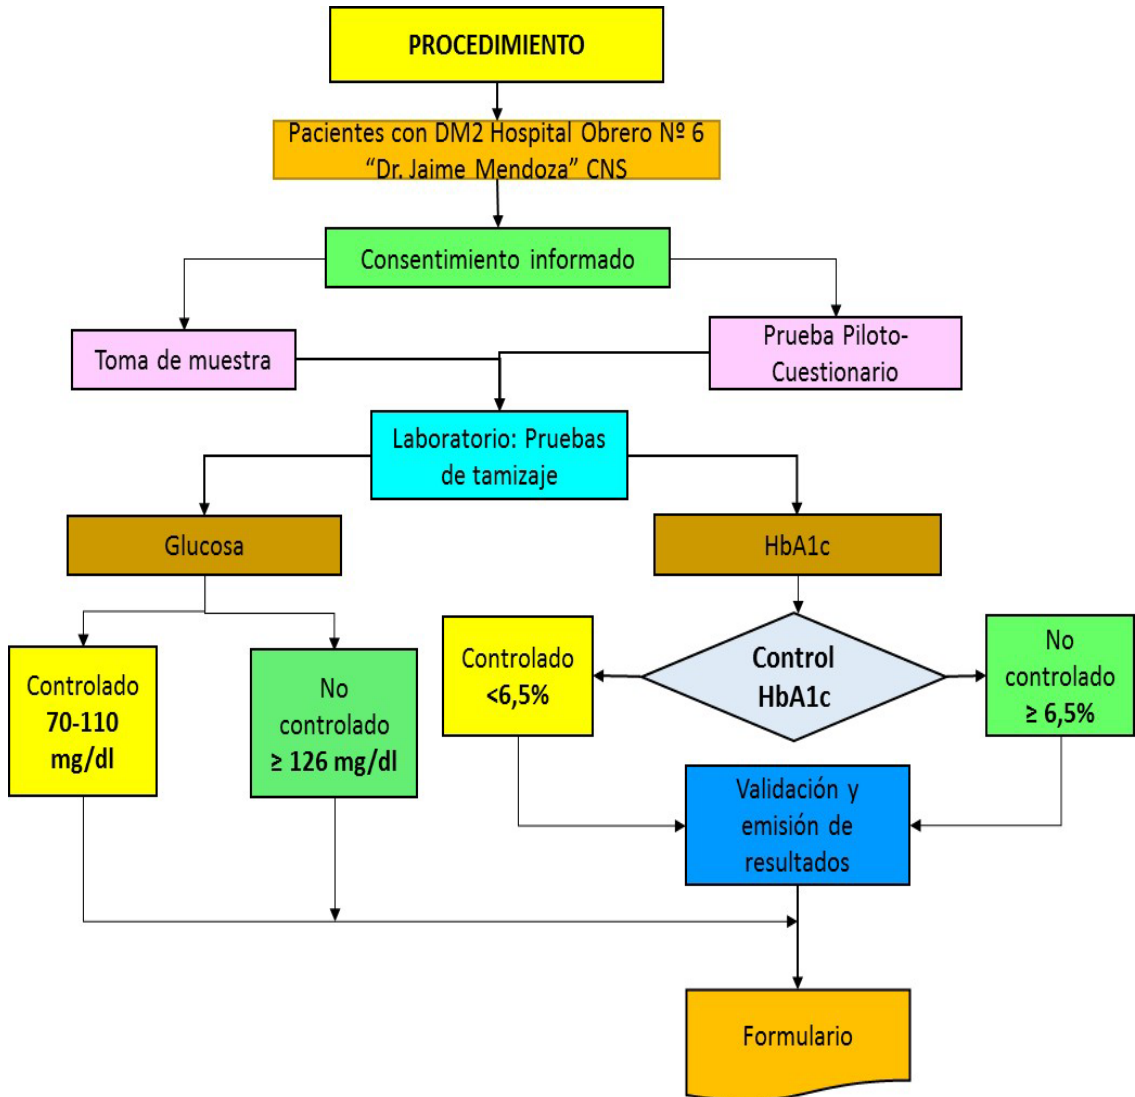 PROCEDIMIENTO
Pacientes con DM2 Hospital Obrero Nº 6
“Dr. Jaime Mendoza” CNS
Consentimiento informado
Toma de muestra
Prueba Piloto-
Cuestionario
Laboratorio: Pruebas
de tamizaje
Glucosa
HbA1c
Controlado
70-110
mg/dl
No
controlado
≥ 126 mg/dl
Controlado
<6,5%
Control
HbA1c
No
controlado
≥ 6,5%
Validación y
emisión de
resultados
Formulario